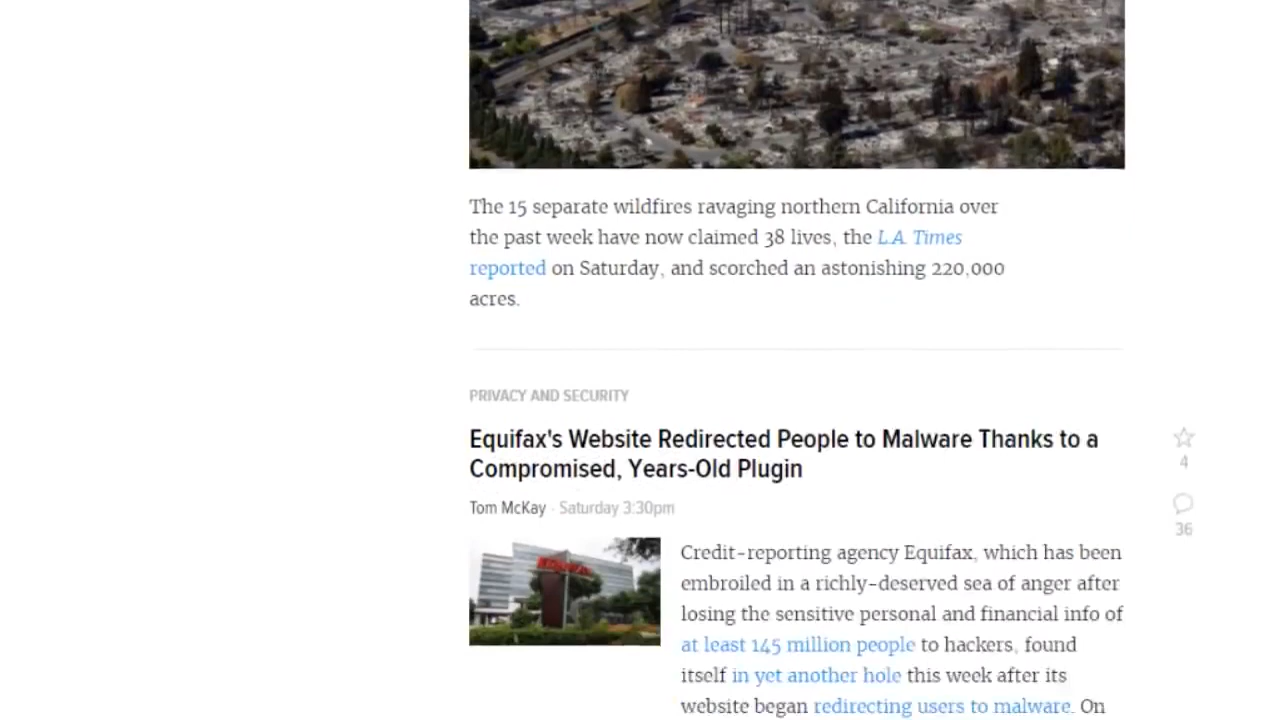 The 15 separate wildfires ravaging northern California over
the past week have now claimed 38 lives, the L.A. Times
reported on Saturday, and scorched an astonishing 220,000
acres.
PRIVACY AND SECURITY
Equifax's Website Redirected People to Malware Thanks to a
Compromised, Years-Old Plugin
4
Tom McKay · Saturday 3:30pm
36
EQUIFAX
Credit-reporting agency Equifax, which has been
embroiled in a richly-deserved sea of anger after
losing the sensitive personal and financial info of
at least 145 million people to hackers, found
itself in yet another hole this week after its
website began redirecting users to malware. On